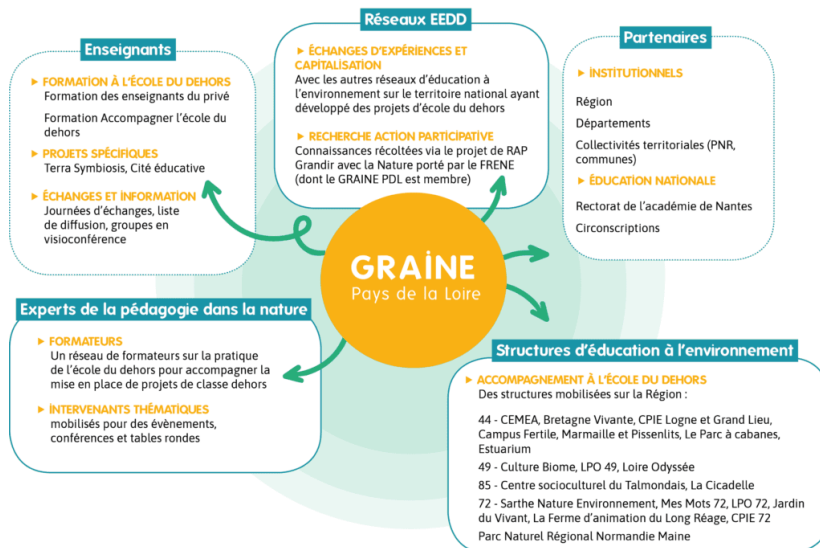 Enseignants
► FORMATION À L'ÉCOLE DU DEHORS
Formation des enseignants du privé
Formation Accompagner l'école du
dehors
► PROJETS SPÉCIFIQUES
Terra Symbiosis, Cité éducative
► ÉCHANGES ET INFORMATION
Journées d'échanges, liste
de diffusion, groupes en
visioconférence
Réseaux EEDD
► ÉCHANGES D'EXPÉRIENCES ET
CAPITALISATION
Avec les autres réseaux d'éducation à
l'environnement sur le territoire national ayant
développé des projets d'école du dehors
► RECHERCHE ACTION PARTICIPATIVE
Connaissances récoltées via le projet de RAP
Grandir avec la Nature porté par le FRENE
(dont le GRAINE PDL est membre)
Partenaires
► INSTITUTIONNELS
Région
Départements
Collectivités territoriales (PNR,
communes)
► ÉDUCATION NATIONALE
Rectorat de l'académie de Nantes
Circonscriptions
GRAINE
Pays de la Loire
Experts de la pédagogie dans la nature
► FORMATEURS
Un réseau de formateurs sur la pratique
de l'école du dehors pour accompagner la
mise en place de projets de classe dehors
► INTERVENANTS THÉMATIQUES
mobilisés pour des évènements,
conférences et tables rondes
Structures d'éducation à l'environnement
► ACCOMPAGNEMENT À L'ÉCOLE DU DEHORS
Des structures mobilisées sur la Région :
44 - CEMEA, Bretagne Vivante, CPIE Logne et Grand Lieu,
Campus Fertile, Marmaille et Pissenlits, Le Parc à cabanes,
Estuarium
49 - Culture Biome, LPO 49, Loire Odyssée
85 - Centre socioculturel du Talmondais, La Cicadelle
72 - Sarthe Nature Environnement, Mes Mots 72, LPO 72, Jardin
du Vivant, La Ferme d'animation du Long Réage, CPIE 72
Parc Naturel Régional Normandie Maine